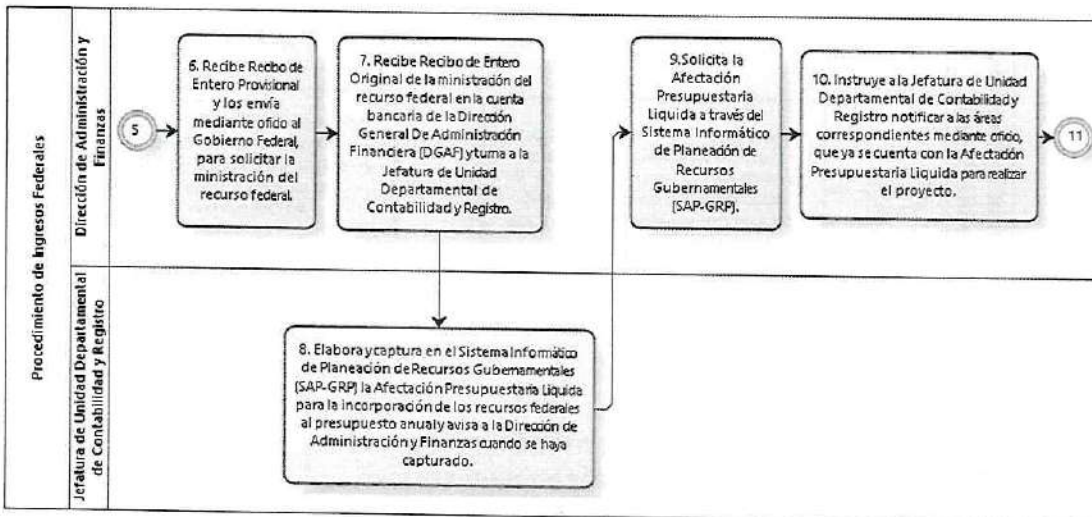 Procedimiento de Ingresos Federales
Dirección de Administración y
Finanzas
5
6. Recibe Recibo de
Entero Provisional
y los envía
mediante oficio al
Gobierno Federal,
para solicitar la
ministración del
recurso federal.
7. Recibe Recibo de Entero
Original de la ministración del
recurso federal en la cuenta
bancaria de la Dirección
General De Administración
Financiera (DGAF) y turna a la
Jefatura de Unidad
Departamental de
Contabilidad y Registro.
9.Solicita la
Afectación
Presupuestaria
Liquida a través del
Sistema Informático
de Planeación de
Recursos
Gubernamentales
(SAP-GRP).
10. Instruye a la Jefatura de Unidad
Departamental de Contabilidad y
Registro notificar a las áreas
correspondientes mediante oficio,
que ya se cuenta con la Afectación
Presupuestaria Liquida para realizar
el proyecto.
11
Jefatura de Unidad Departamental
de Contabilidad y Registro
8. Elabora y captura en el Sistema Informático
de Planeación de Recursos Gubernamentales
(SAP-GRP) la Afectación Presupuestaria Liquida
para la incorporación de los recursos federales
al presupuesto anual y avisa a la Dirección de
Administración y Finanzas cuando se haya
capturado.